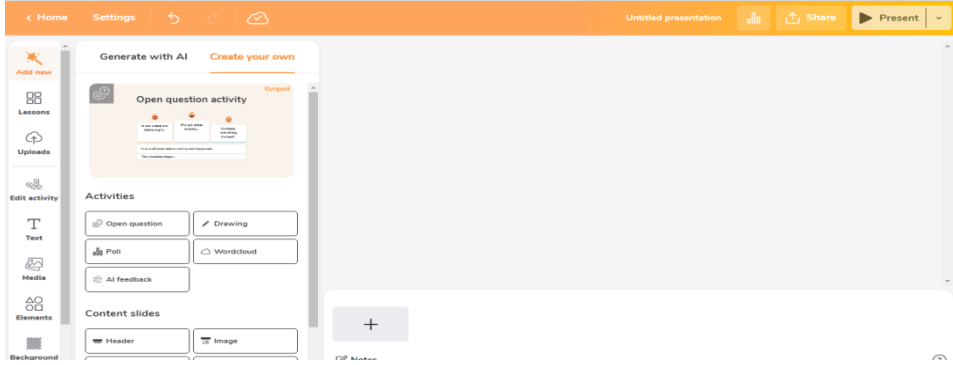 < Home Settings Untitled presentation Share Present
Add new
Lessons
Uploads
Edit activity
Text
Media
Elements
Background
Generate with AI Create your own
Curipod
Open question activity
Activities
Open question Drawing
Poll Wordcloud
AI feedback
Content slides
Header Image
+
Notes
?